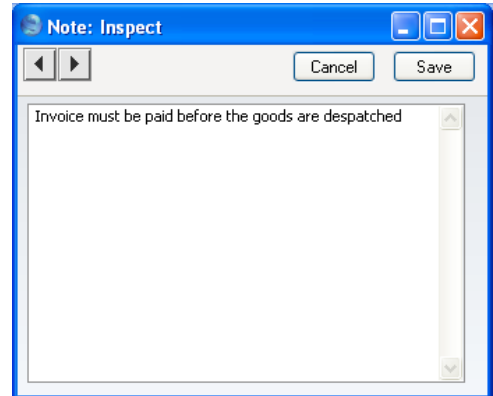 Note: Inspect
Cancel Save
Invoice must be paid before the goods are despatched